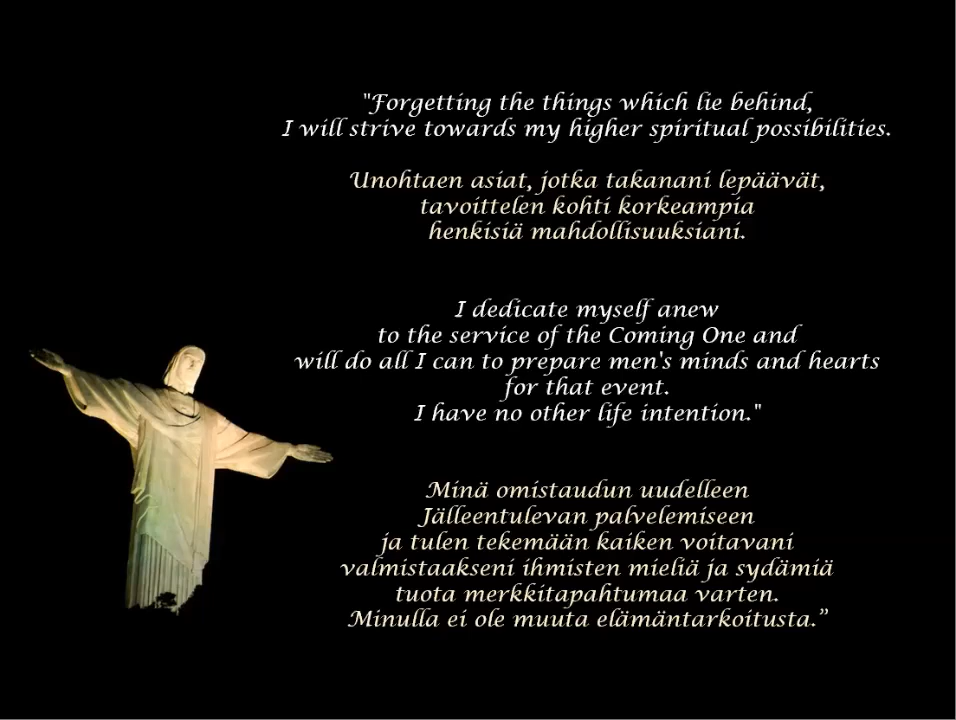 "Forgetting the things which lie behind,
I will strive towards my higher spiritual possibilities.
Unohtaen asiat, jotka takanani lepäävät,
tavoittelen kohti korkeampia
henkisiä mahdollisuuksiani.
I dedicate myself anew
to the service of the Coming One and
will do all I can to prepare men's minds and hearts
for that event.
I have no other life intention."
Minä omistaudun uudelleen
Jälleentulevan palvelemiseen
ja tulen tekemään kaiken voitavani
valmistaakseni ihmisten mieliä ja sydämiä
tuota merkkitapahtumaa varten.
Minulla ei ole muuta elämäntarkoitusta.”